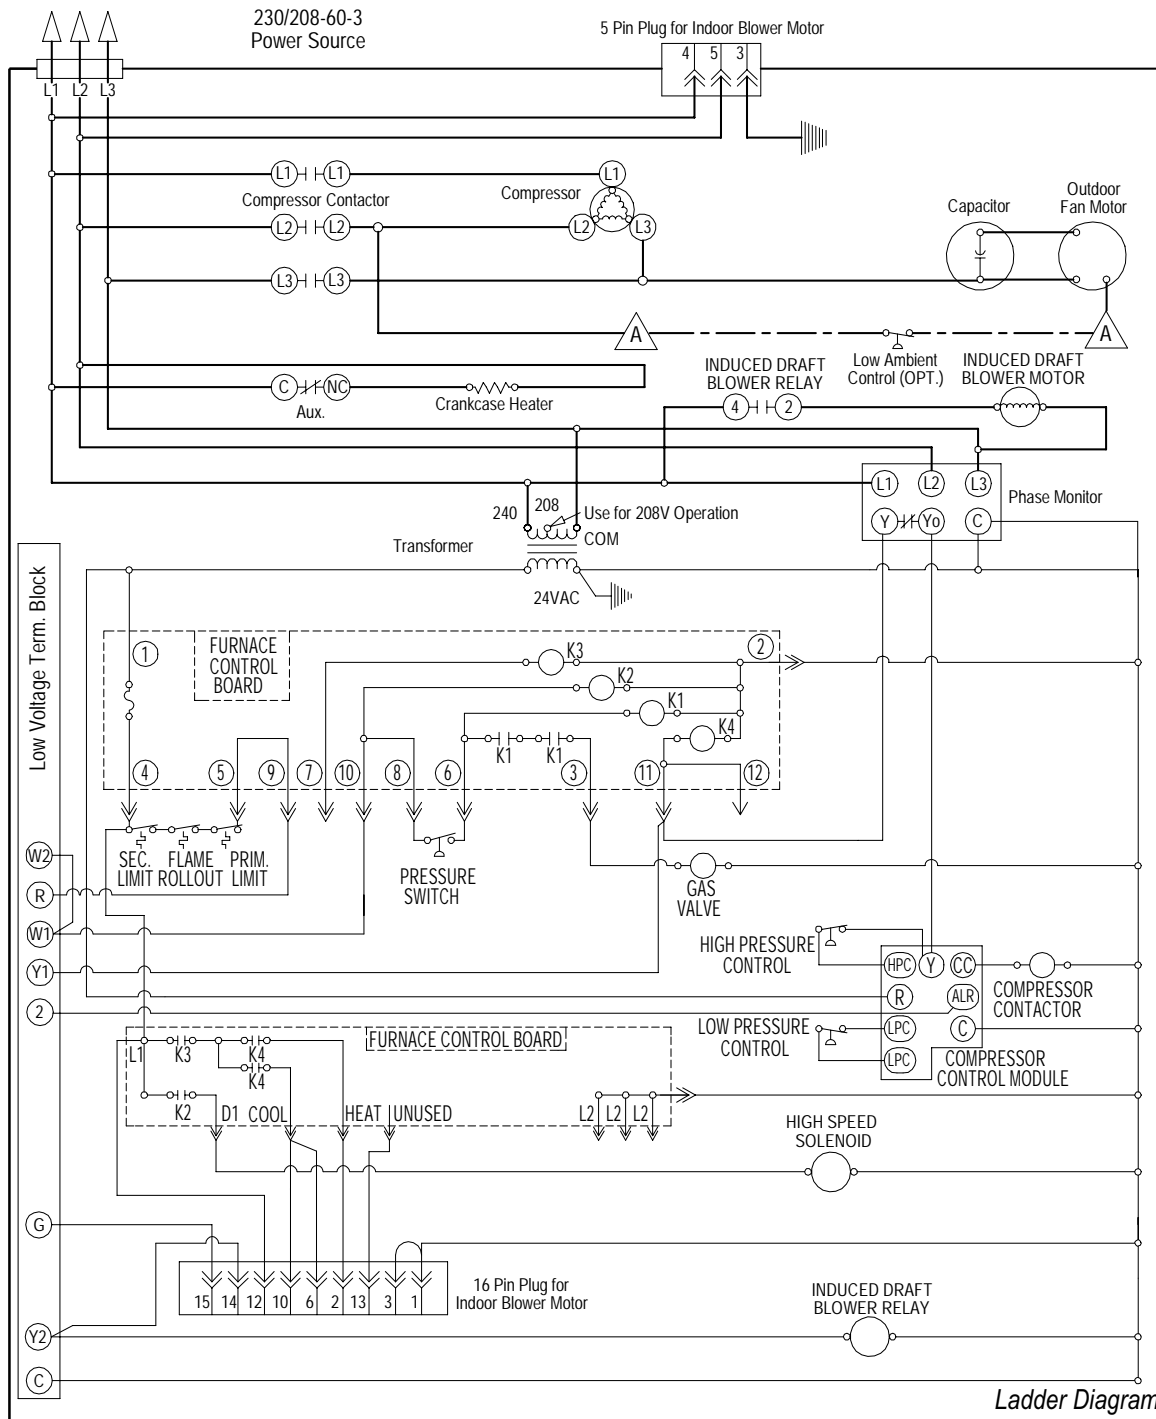 230/208-60-3
Power Source
5 Pin Plug for Indoor Blower Motor
4 5 3
L1 L2 L3
L1 L1 L1
Compressor Contactor
Compressor
L2 L2 L2 L3
L3 L3
Capacitor
Outdoor
Fan Motor
A A
Low Ambient
Control (OPT.)
INDUCED DRAFT
BLOWER RELAY
INDUCED DRAFT
BLOWER MOTOR
C NC
Aux.
Crankcase Heater
4 2
L1 L2 L3
Phase Monitor
Y Yo C
240 208
Use for 208V Operation
COM
Transformer
24VAC
Low Voltage Term. Block
FURNACE
CONTROL
BOARD
1 2
K3
K2
K1
K4
K1 K1
4 5 9 7 10 8 6 3 11 12
SEC.
LIMIT
FLAME
ROLLOUT
PRIM.
LIMIT
PRESSURE
SWITCH
GAS
VALVE
W2
R
W1
Y1
2
HIGH PRESSURE
CONTROL
HPC Y CC
R ALR
LPC C
LPC
COMPRESSOR
CONTACTOR
LOW PRESSURE
CONTROL
COMPRESSOR
CONTROL MODULE
FURNACE CONTROL BOARD
L1 K3 K4
K4
K2 D1 COOL HEAT UNUSED
L2 L2 L2
HIGH SPEED
SOLENOID
G
15 14 12 10 6 2 13 3 1
16 Pin Plug for
Indoor Blower Motor
INDUCED DRAFT
BLOWER RELAY
Y2
C
Ladder Diagram